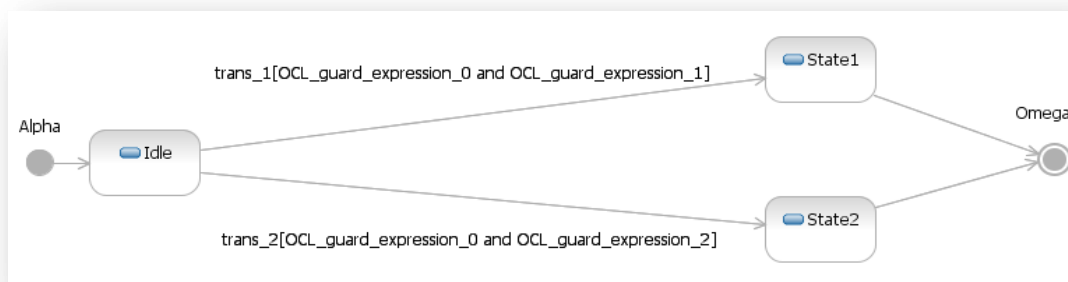 State1
trans_1[OCL_guard_expression_0 and OCL_guard_expression_1]
Omega
Alpha
Idle
State2
trans_2[OCL_guard_expression_0 and OCL_guard_expression_2]